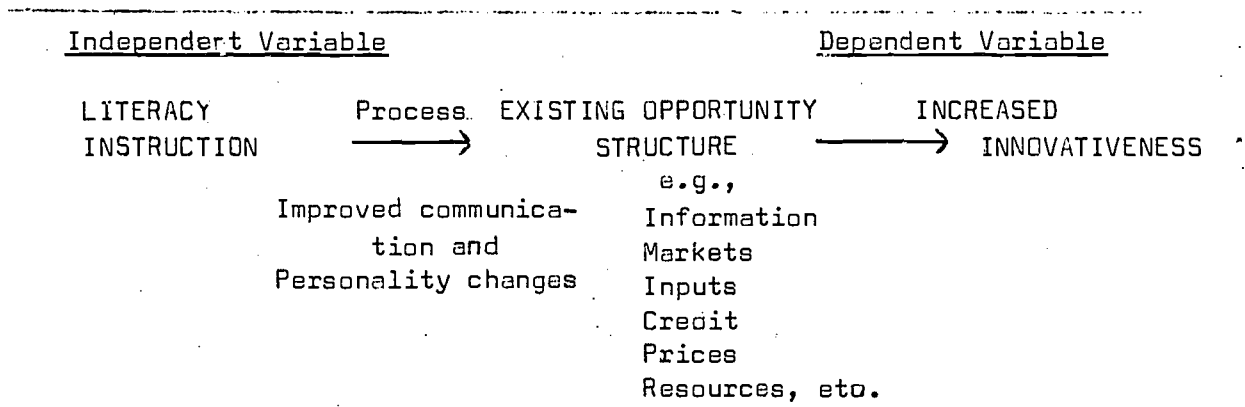 Independent Variable Dependent Variable
LITERACY Process EXISTING OPPORTUNITY INCREASED
INSTRUCTION STRUCTURE INNOVATIVENESS
e.g.,
Improved communica- Information
tion and Markets
Personality changes Inputs
Credit
Prices
Resources, etc.